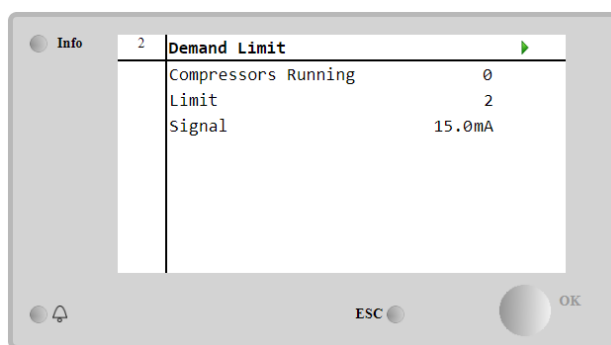 Info
2 Demand Limit
Compressors Running 0
Limit 2
Signal 15.0mA
ESC OK